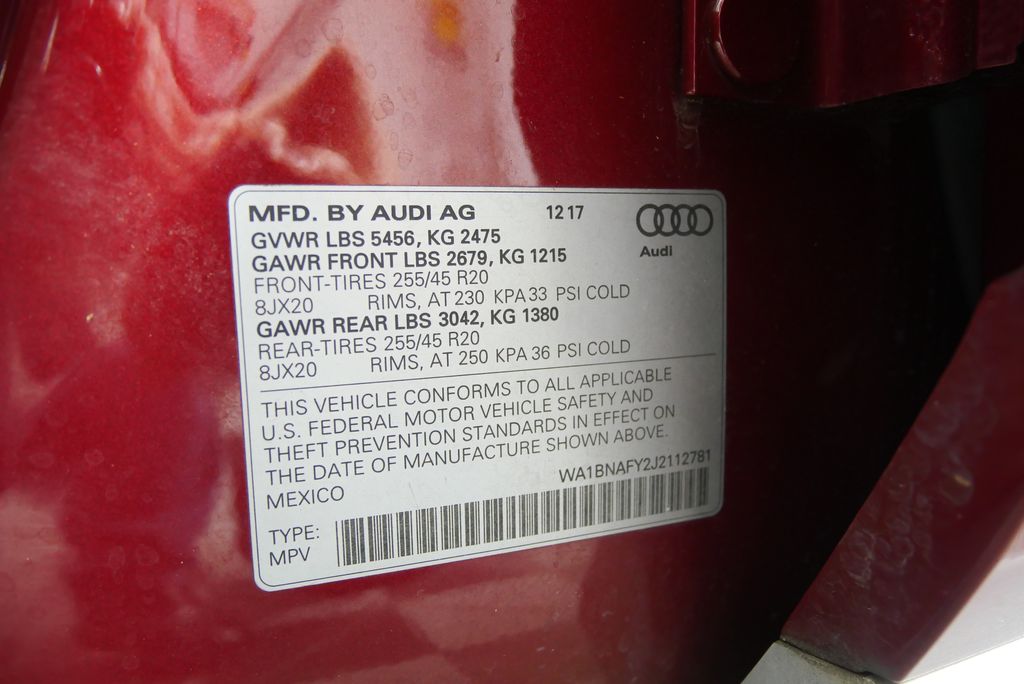 MFD. BY AUDI AG 12 17
Audi
GVWR LBS 5456, KG 2475
GAWR FRONT LBS 2679, KG 1215
FRONT-TIRES 255/45 R20
8JX20 RIMS, AT 230 KPA 33 PSI COLD
GAWR REAR LBS 3042, KG 1380
REAR-TIRES 255/45 R20
8JX20 RIMS, AT 250 KPA 36 PSI COLD
THIS VEHICLE CONFORMS TO ALL APPLICABLE
U.S. FEDERAL MOTOR VEHICLE SAFETY AND
THEFT PREVENTION STANDARDS IN EFFECT ON
THE DATE OF MANUFACTURE SHOWN ABOVE.
MEXICO WA1BNAFY2J2112781
TYPE:
MPV